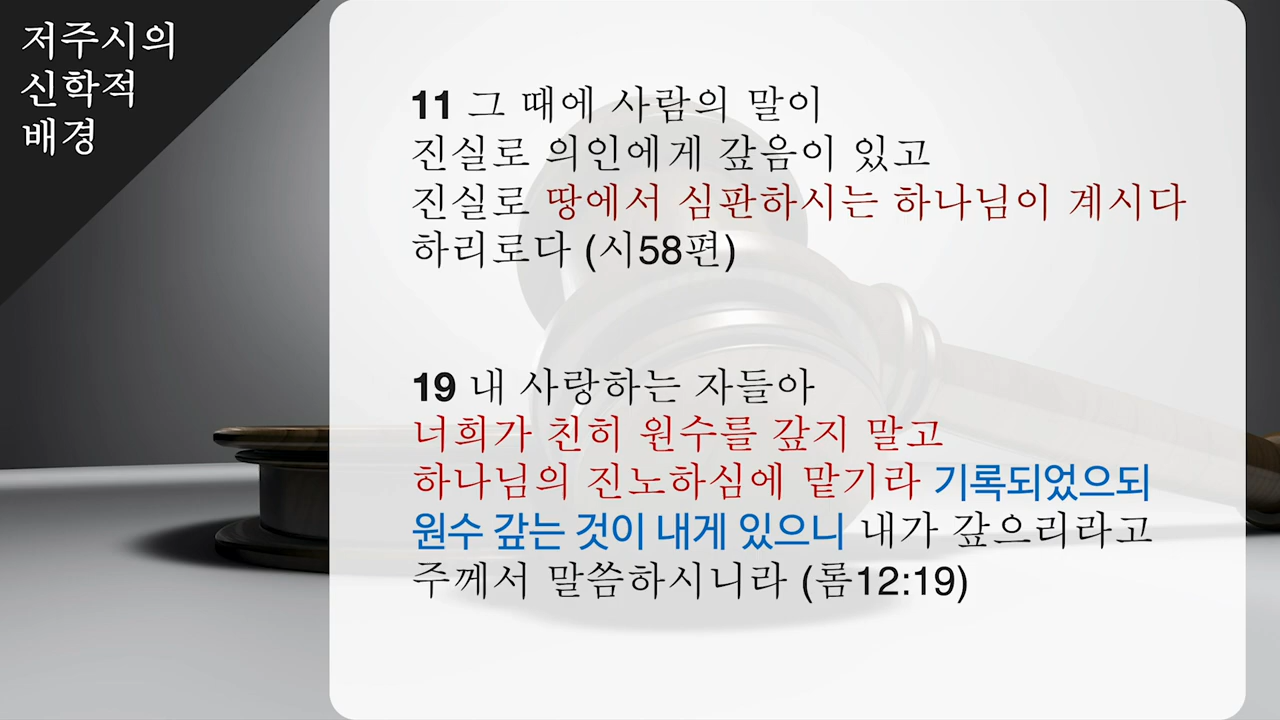 저주시의
신학적
배경
11 그 때에 사람의 말이
진실로 의인에게 갚음이 있고
진실로 땅에서 심판하시는 하나님이 계시다
하리로다 (시58편)
19 내 사랑하는 자들아
너희가 친히 원수를 갚지 말고
하나님의 진노하심에 맡기라 기록되었으되
원수 갚는 것이 내게 있으니 내가 갚으리라고
주께서 말씀하시니라 (롬12:19)